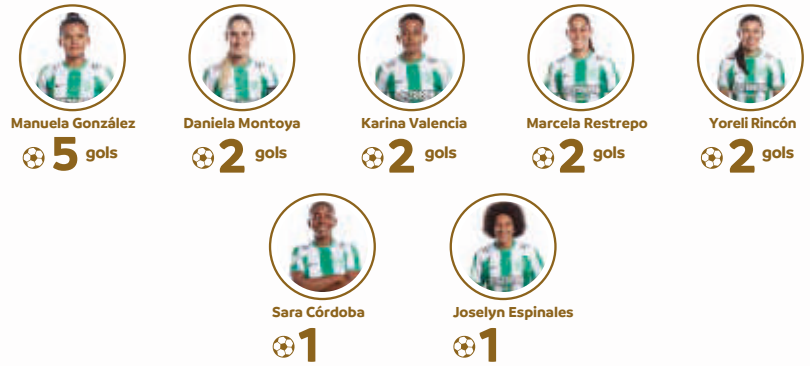 Manuela González
5 gols
Daniela Montoya
2 gols
Karina Valencia
2 gols
Marcela Restrepo
2 gols
Yoreli Rincón
2 gols
Sara Córdoba
1
Joselyn Espinales
1